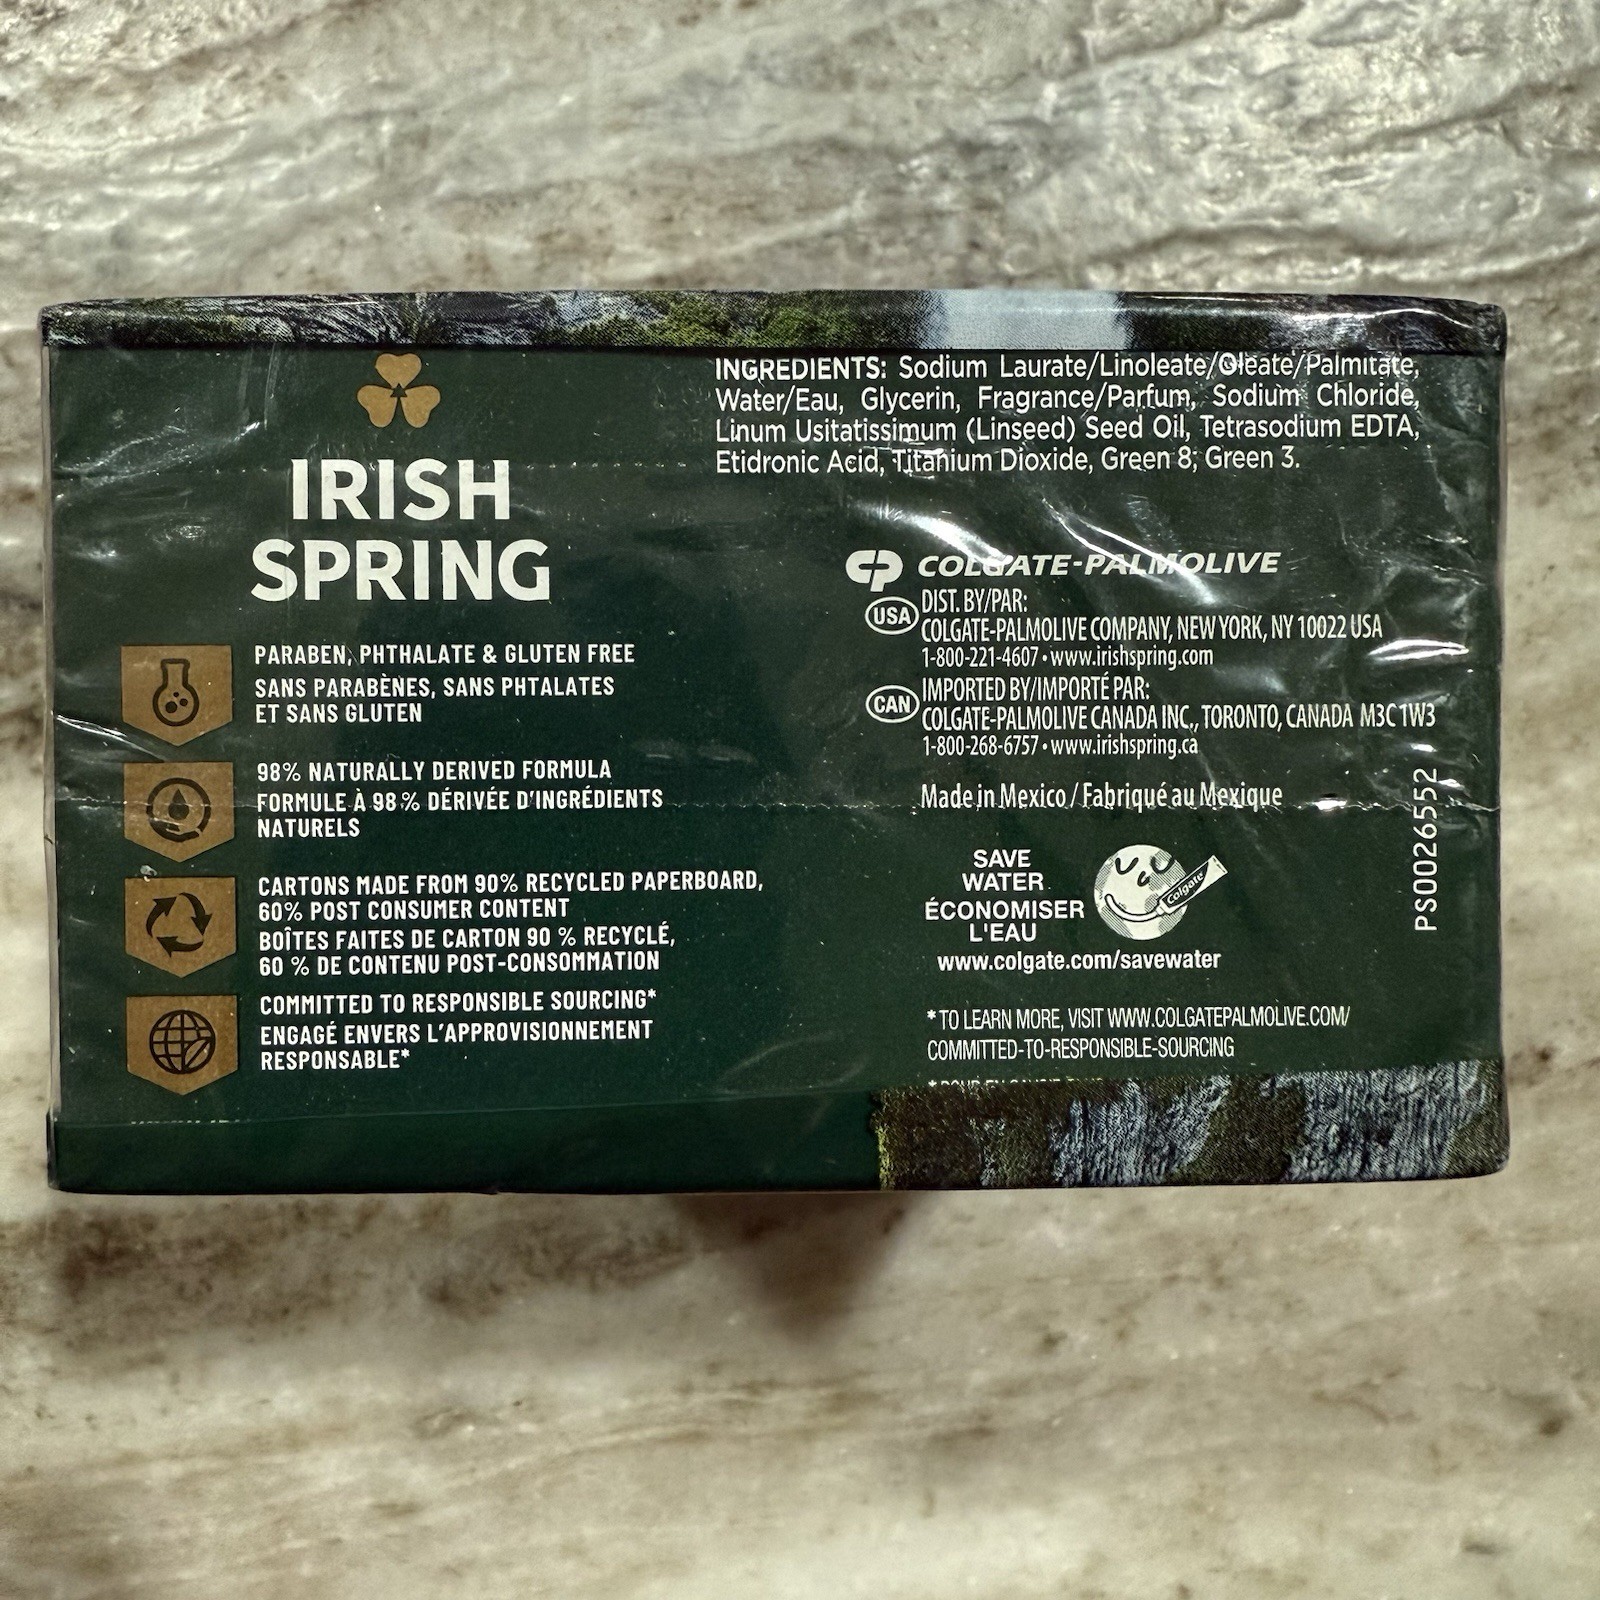 IRISH
SPRING
PARABEN, PHTHALATE & GLUTEN FREE
SANS PARABÈNES, SANS PHTALATES
ET SANS GLUTEN
98% NATURALLY DERIVED FORMULA
FORMULE À 98% DÉRIVÉE D'INGRÉDIENTS
NATURELS
CARTONS MADE FROM 90% RECYCLED PAPERBOARD,
60% POST CONSUMER CONTENT
BOÎTES FAITES DE CARTON 90 % RECYCLÉ,
60 % DE CONTENU POST-CONSOMMATION
COMMITTED TO RESPONSIBLE SOURCING*
ENGAGÉ ENVERS L'APPROVISIONNEMENT
RESPONSABLE*
INGREDIENTS: Sodium Laurate/Linoleate/Oleate/Palmitate,
Water/Eau, Glycerin, Fragrance/Parfum, Sodium Chloride,
Linum Usitatissimum (Linseed) Seed Oil, Tetrasodium EDTA,
Etidronic Acid, Titanium Dioxide, Green 8, Green 3.
CP COLGATE-PALMOLIVE
USA DIST. BY/PAR:
COLGATE-PALMOLIVE COMPANY, NEW YORK, NY 10022 USA
1-800-221-4607 • www.irishspring.com
CAN IMPORTED BY/IMPORTÉ PAR:
COLGATE-PALMOLIVE CANADA INC., TORONTO, CANADA M3C 1W3
1-800-268-6757 • www.irishspring.ca
Made in Mexico / Fabriqué au Mexique
SAVE
WATER
ÉCONOMISER
L'EAU
Colgate
www.colgate.com/savewater
*TO LEARN MORE, VISIT WWW.COLGATEPALMOLIVE.COM/
COMMITTED-TO-RESPONSIBLE-SOURCING
PS0026552